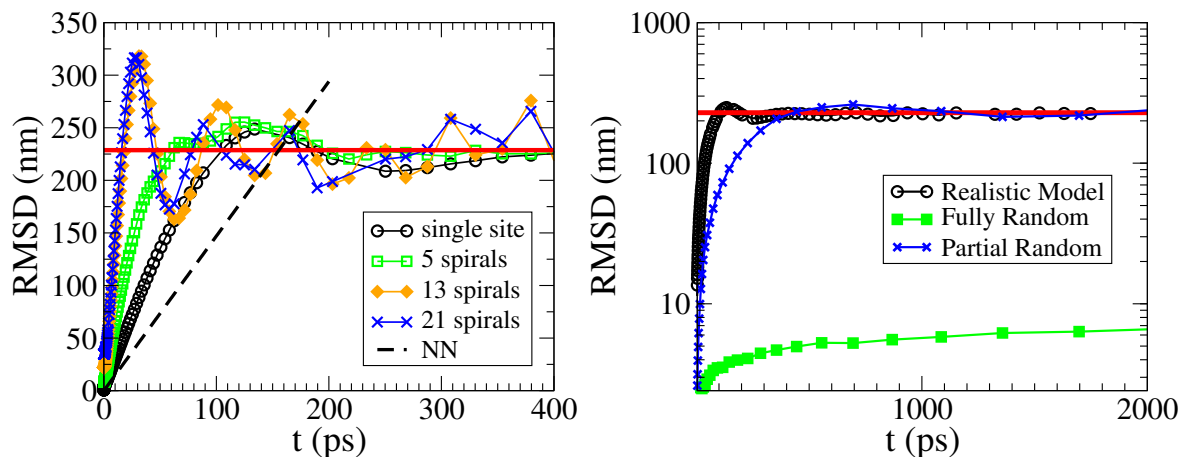 350
300
250
200
150
100
50
0
RMSD (nm)
0
100
200
300
400
t (ps)
single site
5 spirals
13 spirals
21 spirals
NN
1000
100
10
RMSD (nm)
1000
2000
t (ps)
Realistic Model
Fully Random
Partial Random